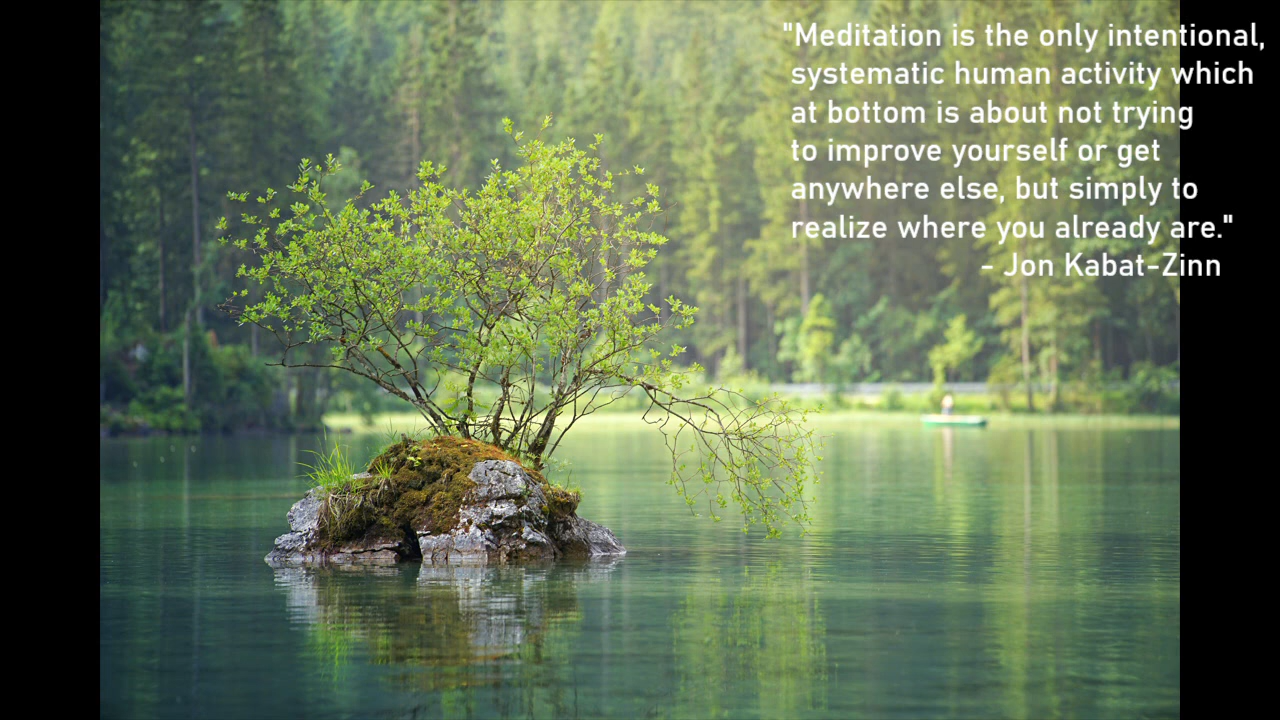 "Meditation is the only intentional,
systematic human activity which
at bottom is about not trying
to improve yourself or get
anywhere else, but simply to
realize where you already are."
- Jon Kabat-Zinn